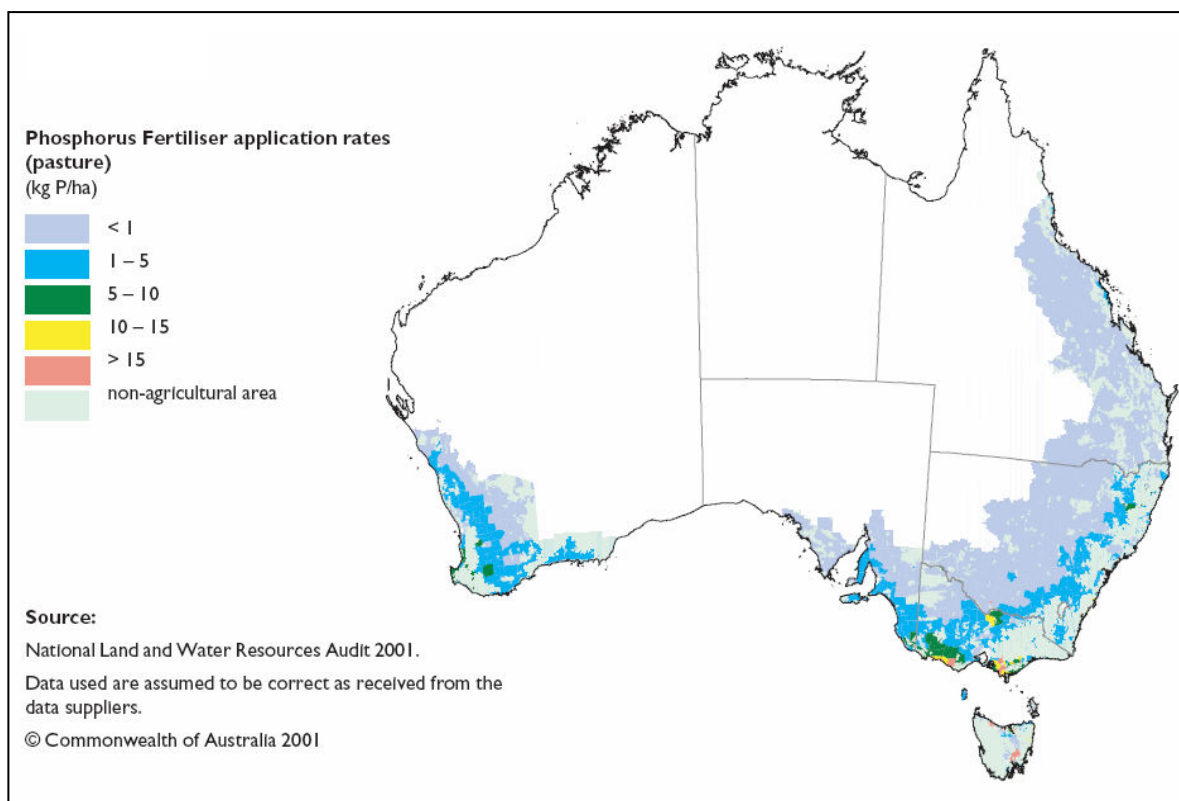 Phosphorus Fertiliser application rates
(pasture)
(kg P/ha)
< 1
1 – 5
5 – 10
10 – 15
> 15
non-agricultural area
Source:
National Land and Water Resources Audit 2001.
Data used are assumed to be correct as received from the
data suppliers.
© Commonwealth of Australia 2001